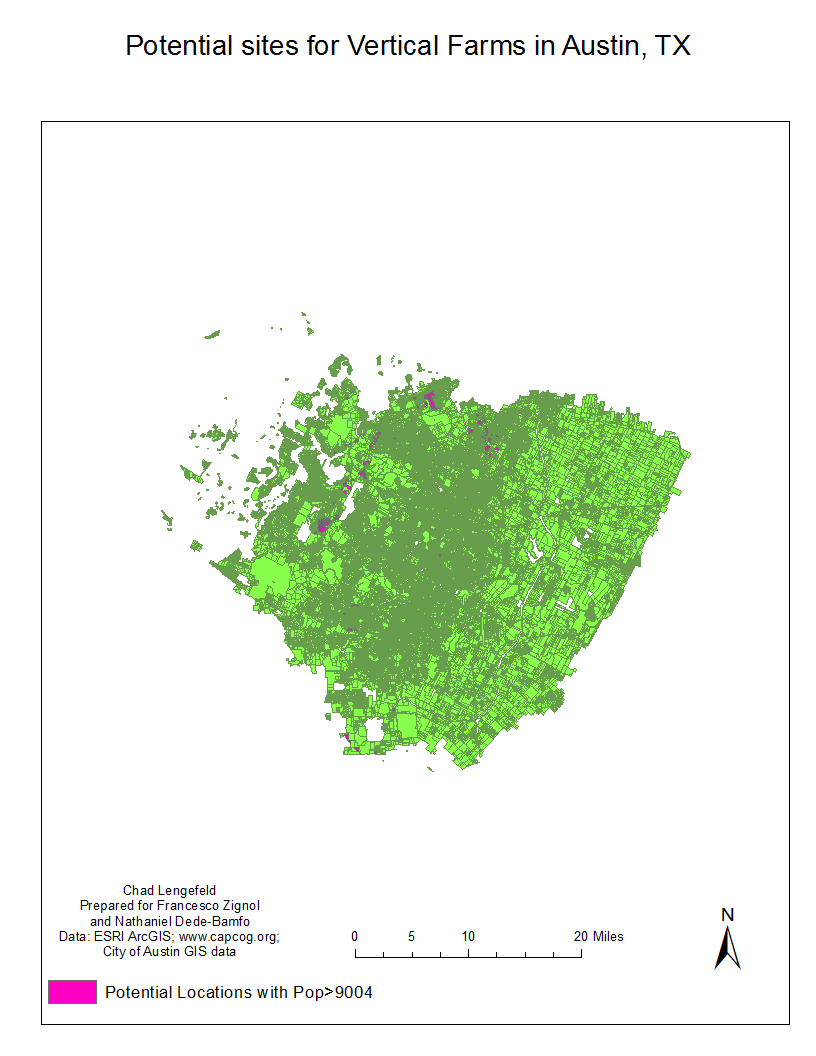 Potential sites for Vertical Farms in Austin, TX
Chad Lengefeld
Prepared for Francesco Zignol
and Nathaniel Dede-Bamfo
Data: ESRI ArcGIS; www.capcog.org;
City of Austin GIS data
0 5 10 20 Miles
N
Potential Locations with Pop>9004